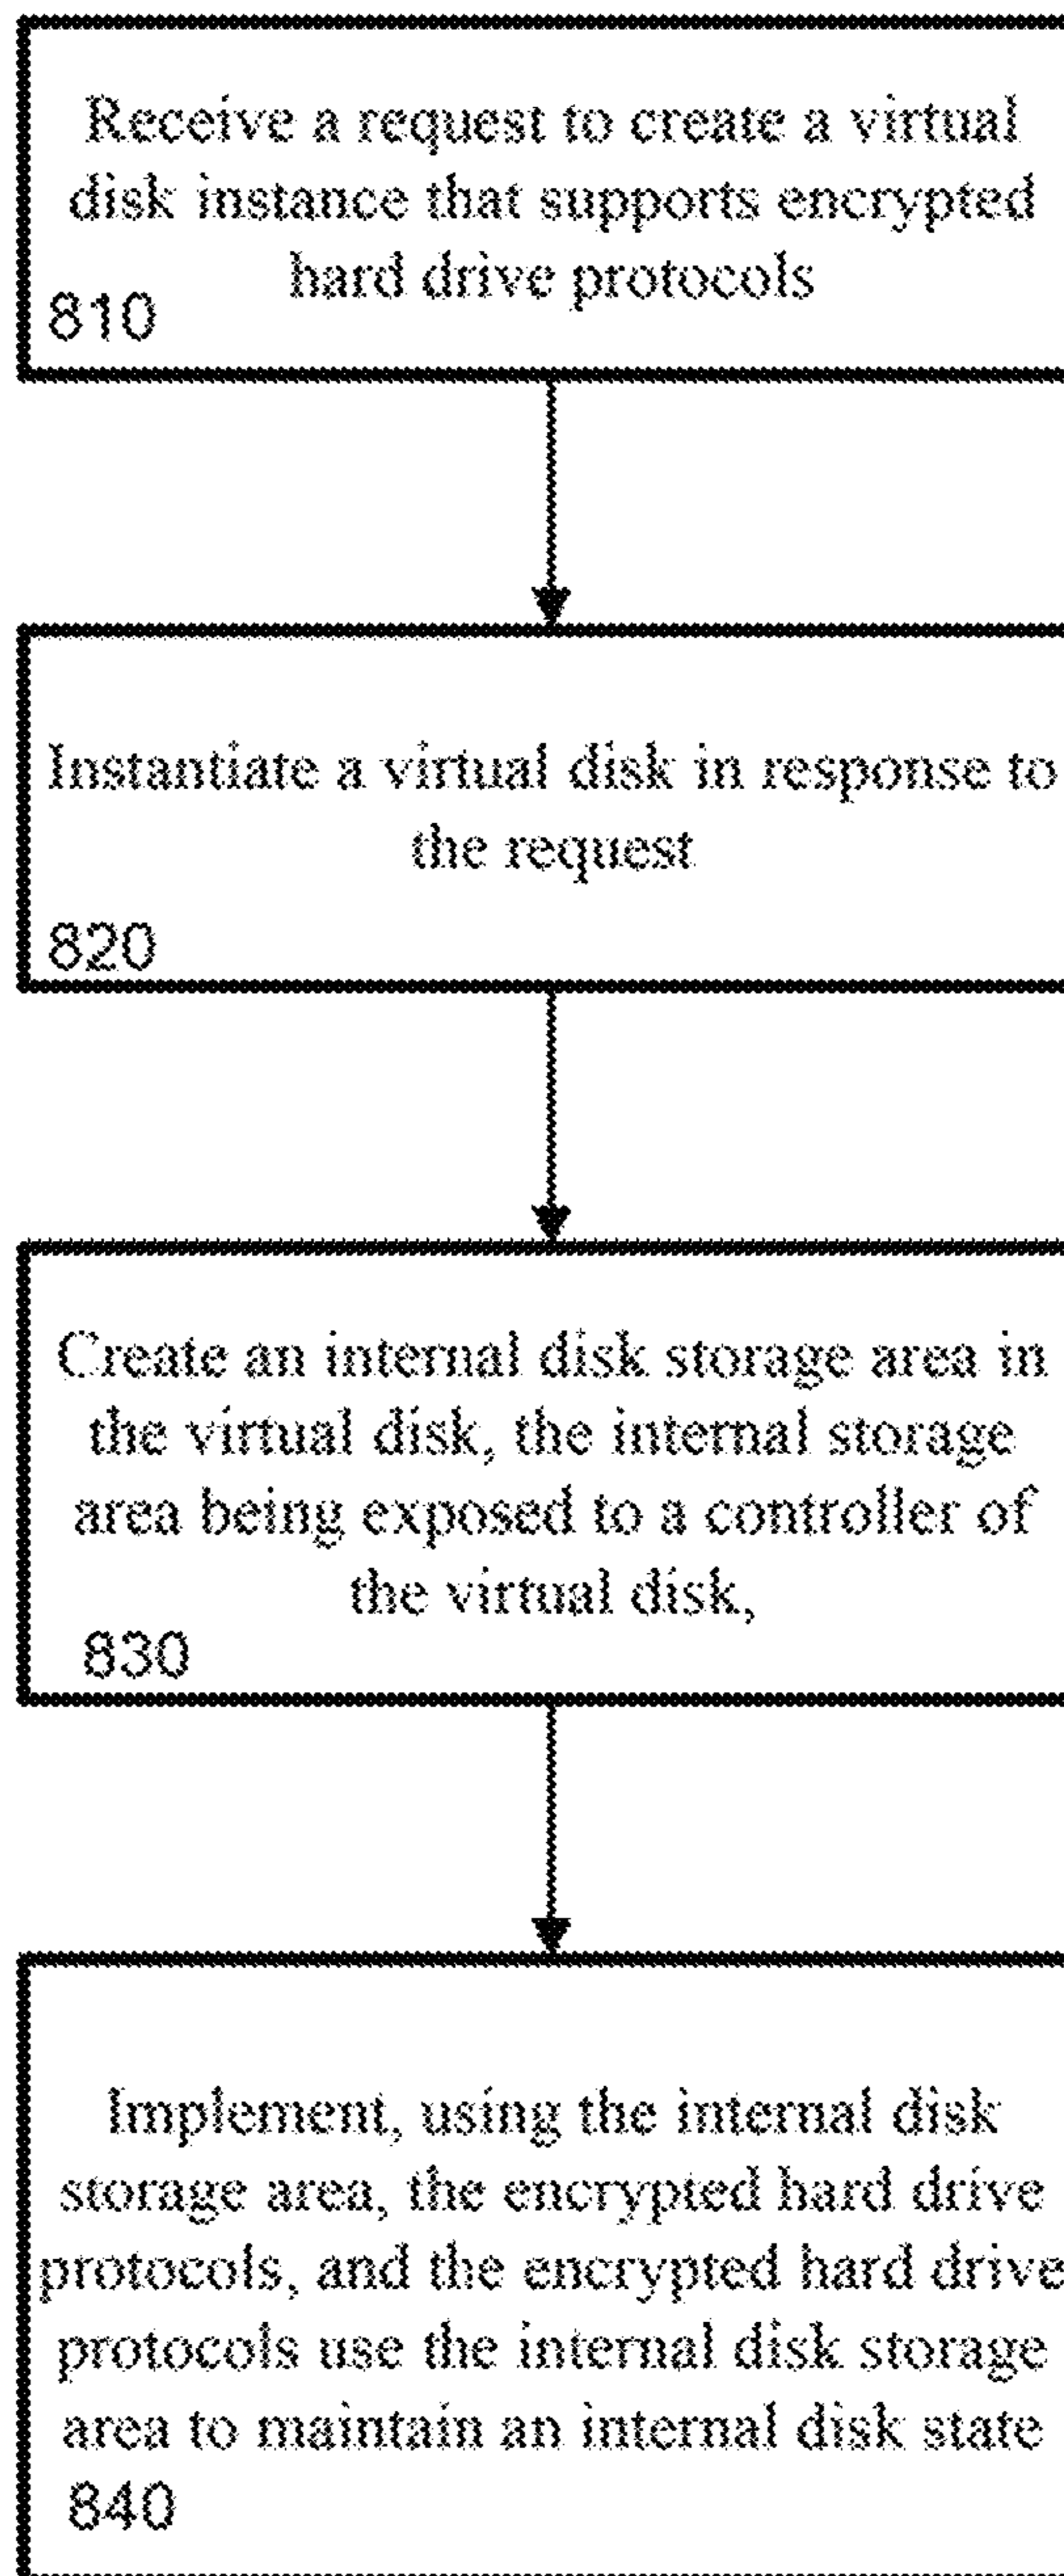 Receive a request to create a virtual
disk instance that supports encrypted
hard drive protocols
810
Instantiate a virtual disk in response to
the request
820
Create an internal disk storage area in
the virtual disk, the internal storage
area being exposed to a controller of
the virtual disk,
830
Implement, using the internal disk
storage area, the encrypted hard drive
protocols, and the encrypted hard drive
protocols use the internal disk storage
area to maintain an internal disk state
840